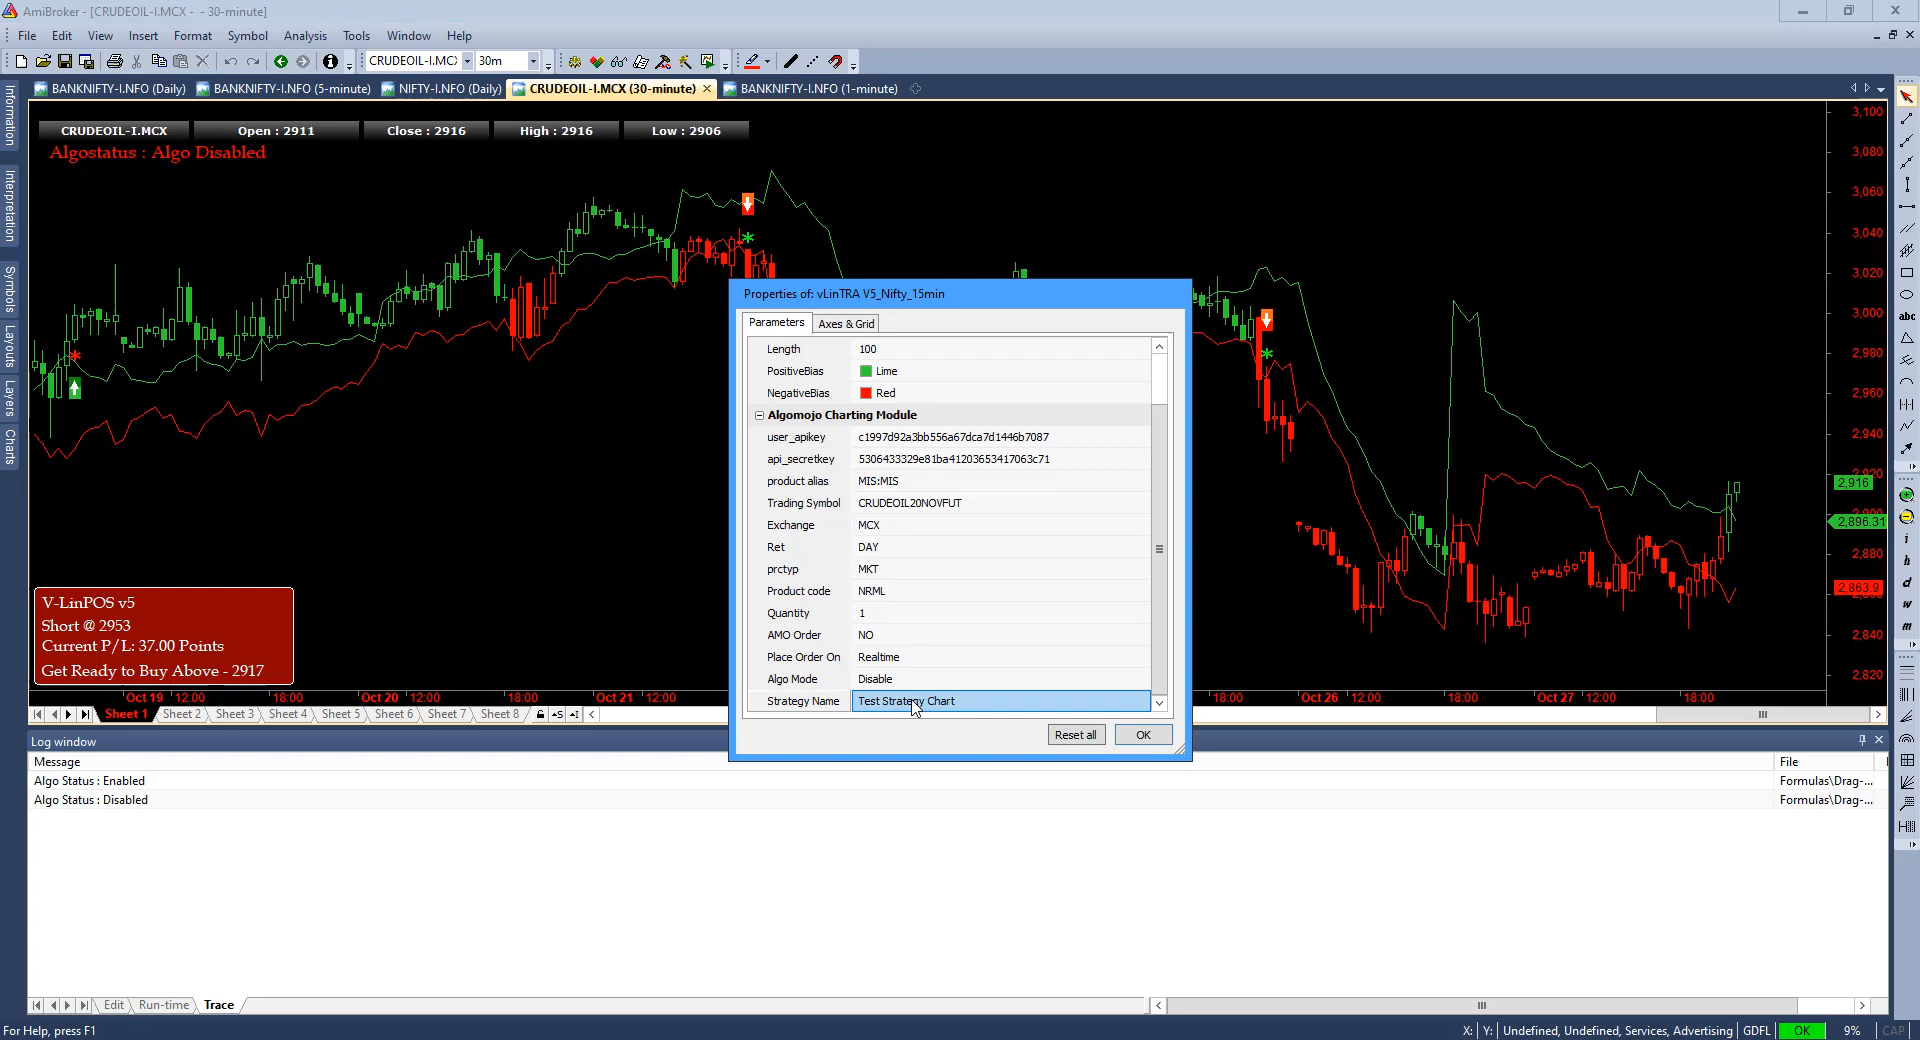 AmiBroker - [CRUDEOIL-I.MCX - - 30-minute]
File Edit View Insert Format Symbol Analysis Tools Window Help
CRUDEOIL-I.MC) 30m
BANKNIFTY-I.NFO (Daily) BANKNIFTY-I.NFO (5-minute) NIFTY-I.NFO (Daily) CRUDEOIL-I.MCX (30-minute) BANKNIFTY-I.NFO (1-minute)
Information
Interpretation
Symbols
Layouts
Layers
Charts
CRUDEOIL-I.MCX Open : 2911 Close : 2916 High : 2916 Low : 2906
Algostatus : Algo Disabled
3,100
3,080
3,060
3,040
3,020
3,000
2,980
2,960
2,940
2,920
2,916
2,896.31
2,880
2,863.9
2,840
2,820
abc
i
h
d
w
m
V-LinPOS v5
Short @ 2953
Current P/L: 37.00 Points
Get Ready to Buy Above - 2917
Oct 19 12:00 18:00 Oct 20 12:00 18:00 Oct 21 12:00 18:00 Oct 26 12:00 18:00 Oct 27 12:00 18:00
Sheet 1 Sheet 2 Sheet 3 Sheet 4 Sheet 5 Sheet 6 Sheet 7 Sheet 8
Properties of: vLinTRA V5_Nifty_15min
Parameters Axes & Grid
Length 100
PositiveBias Lime
NegativeBias Red
Algomojo Charting Module
user_apikey c1997d92a3bb556a67dca7d1446b7087
api_secretkey 5306433329e81ba41203653417063c71
product alias MIS:MIS
Trading Symbol CRUDEOIL20NOVFUT
Exchange MCX
Ret DAY
prctyp MKT
Product code NRML
Quantity 1
AMO Order NO
Place Order On Realtime
Algo Mode Disable
Strategy Name Test Strategy Chart
Reset all OK
Log window
Message File
Algo Status : Enabled Formulas\Drag-...
Algo Status : Disabled Formulas\Drag-...
Edit Run-time Trace
For Help, press F1 X: Y: Undefined, Undefined, Services, Advertising GDFL OK 9% CAP